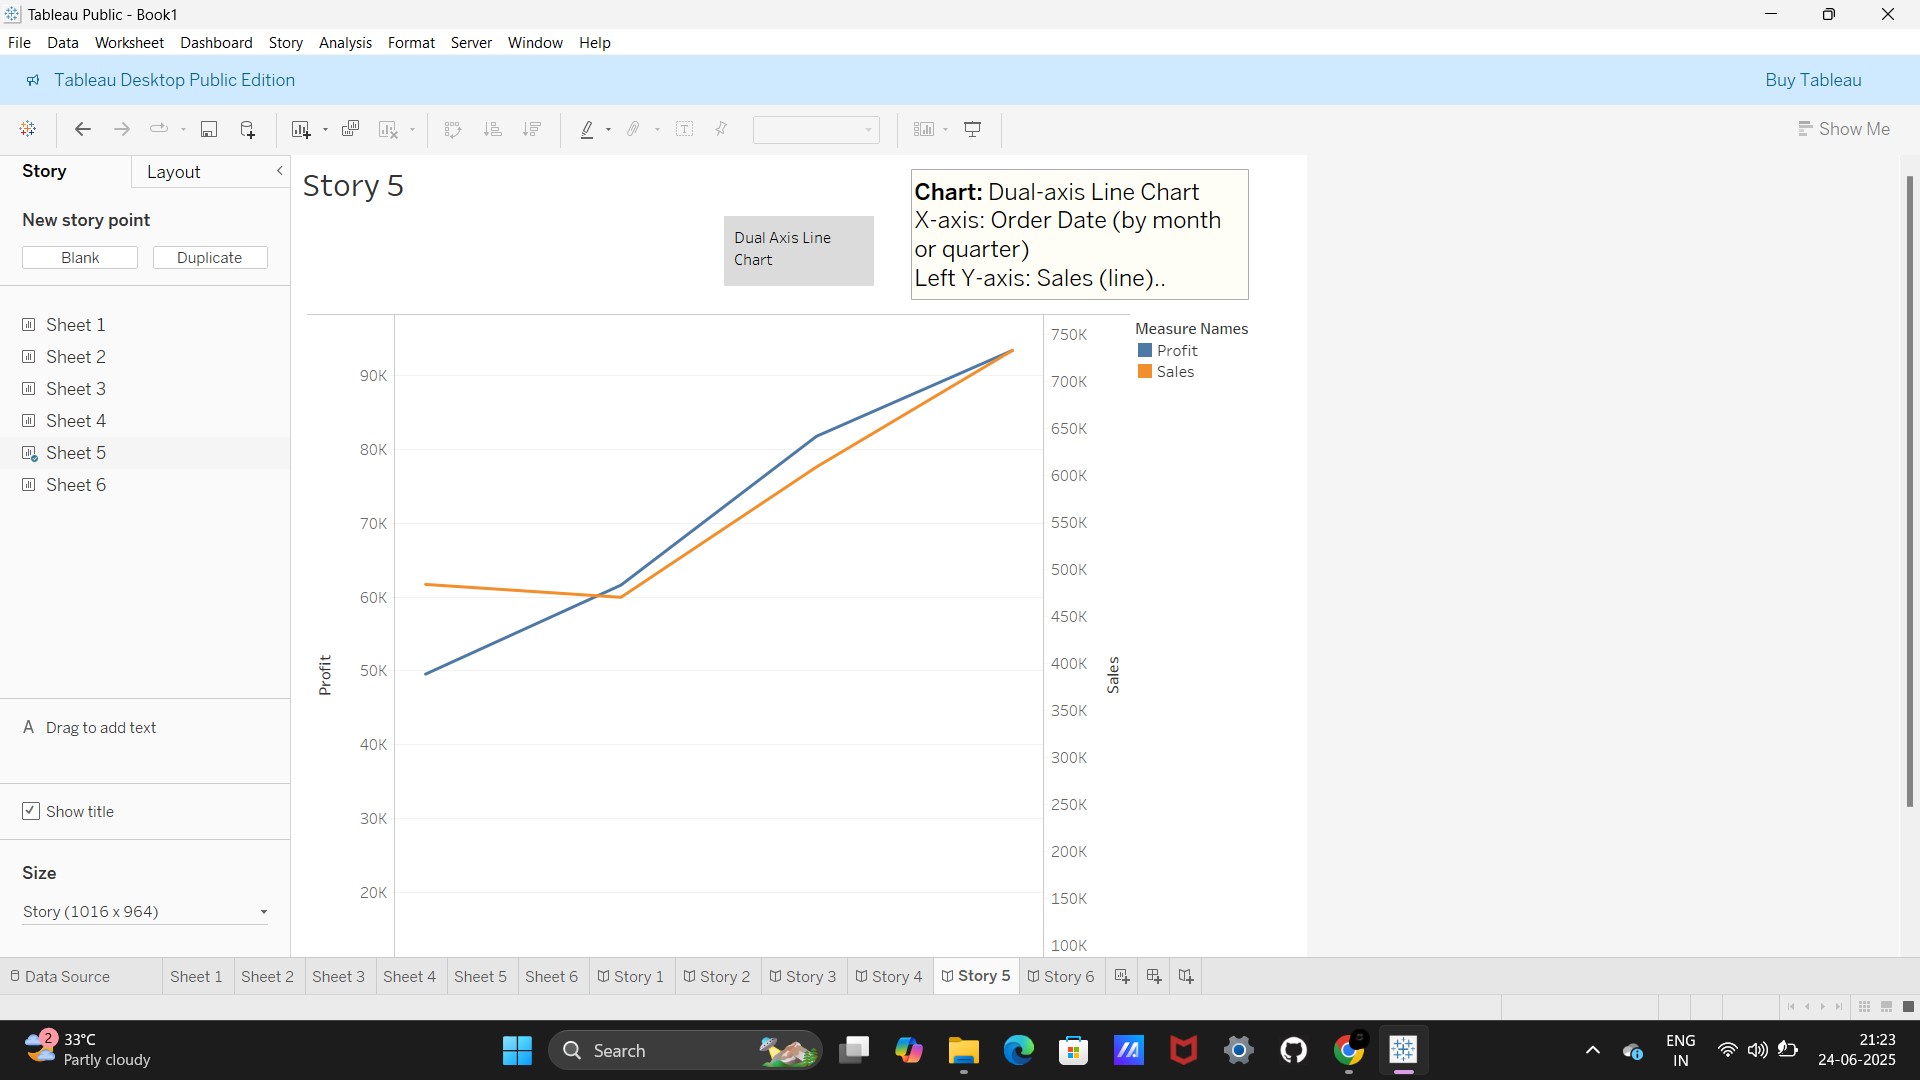 Tableau Public - Book1
File Data Worksheet Dashboard Story Analysis Format Server Window Help
Tableau Desktop Public Edition
Buy Tableau
Show Me
Story
Layout
New story point
Blank
Duplicate
Sheet 1
Sheet 2
Sheet 3
Sheet 4
Sheet 5
Sheet 6
A Drag to add text
Show title
Size
Story (1016 x 964)
Story 5
Dual Axis Line
Chart
Chart: Dual-axis Line Chart
X-axis: Order Date (by month
or quarter)
Left Y-axis: Sales (line)..
Profit
90K
80K
70K
60K
50K
40K
30K
20K
750K
700K
650K
600K
550K
500K
450K
400K
350K
300K
250K
200K
150K
100K
Sales
Measure Names
Profit
Sales
Data Source Sheet 1 Sheet 2 Sheet 3 Sheet 4 Sheet 5 Sheet 6 Story 1 Story 2 Story 3 Story 4 Story 5 Story 6
2
33°C
Partly cloudy
Search
ENG
IN
21:23
24-06-2025